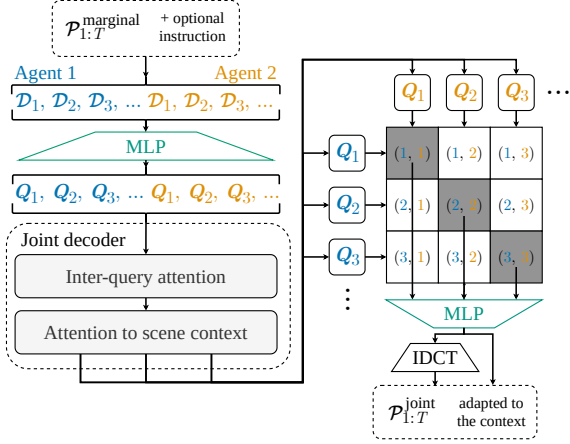 𝒫^marginal_1:T + optional instruction
Agent 1 Agent 2
𝒟₁, 𝒟₂, 𝒟₃, ... 𝒟₁, 𝒟₂, 𝒟₃, ...
MLP
Q₁, Q₂, Q₃, ... Q₁, Q₂, Q₃, ...
Joint decoder
Inter-query attention
Attention to scene context
Q₁ Q₂ Q₃ ...
Q₁ (1, 1) (1, 2) (1, 3)
Q₂ (2, 1) (2, 2) (2, 3)
Q₃ (3, 1) (3, 2) (3, 3)
⋮
MLP
IDCT
𝒫^joint_1:T adapted to the context